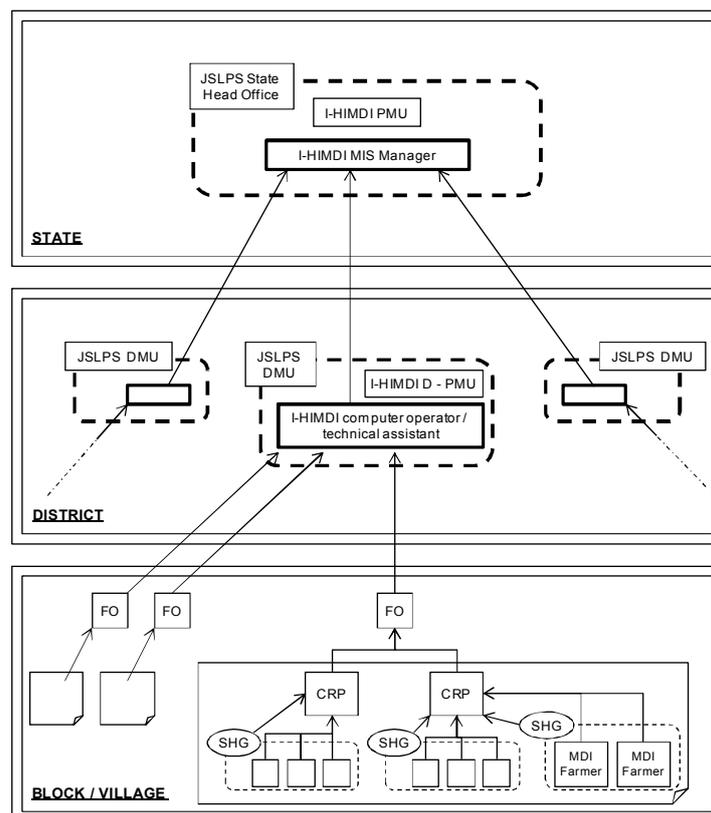 JSLPS State
Head Office
I-HIMDI PMU
I-HIMDI MIS Manager
STATE
JSLPS DMU
JSLPS
DMU
JSLPS DMU
I-HIMDI D - PMU
I-HIMDI computer operator /
technical assistant
DISTRICT
FO
FO
FO
CRP
CRP
SHG
SHG
SHG
MDI
Farmer
MDI
Farmer
BLOCK / VILLAGE